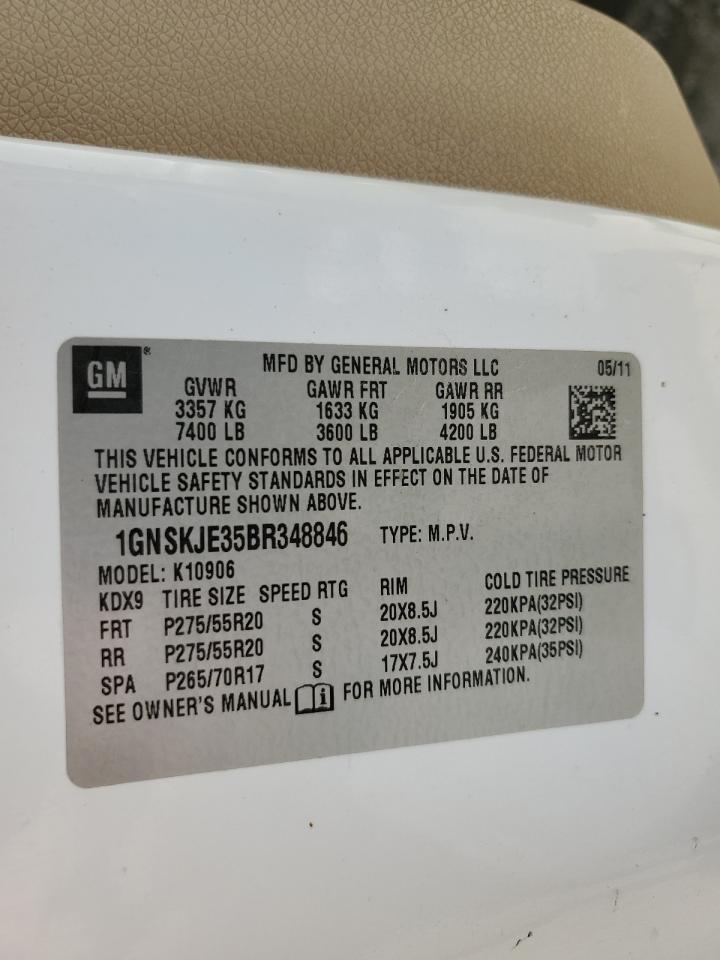 GM®
MFD BY GENERAL MOTORS LLC 05/11
GVWR GAWR FRT GAWR RR
3357 KG 1633 KG 1905 KG
7400 LB 3600 LB 4200 LB
THIS VEHICLE CONFORMS TO ALL APPLICABLE U.S. FEDERAL MOTOR
VEHICLE SAFETY STANDARDS IN EFFECT ON THE DATE OF
MANUFACTURE SHOWN ABOVE.
1GNSKJE35BR348846 TYPE: M.P.V.
MODEL: K10906
KDX9 TIRE SIZE SPEED RTG RIM COLD TIRE PRESSURE
FRT P275/55R20 S 20X8.5J 220KPA(32PSI)
RR P275/55R20 S 20X8.5J 220KPA(32PSI)
SPA P265/70R17 S 17X7.5J 240KPA(35PSI)
SEE OWNER'S MANUAL i FOR MORE INFORMATION.